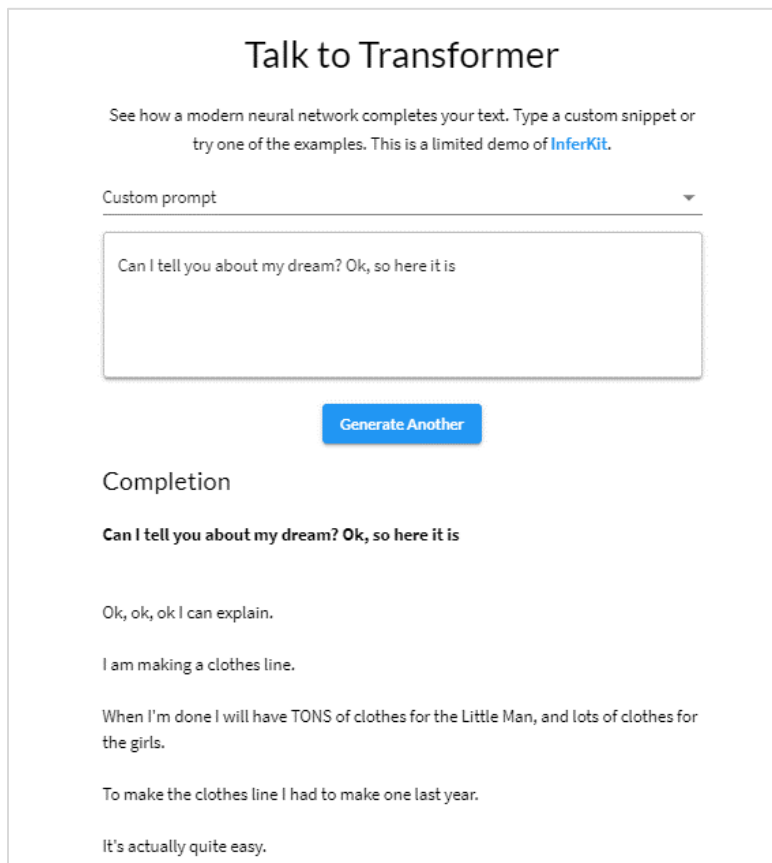 Talk to Transformer
See how a modern neural network completes your text. Type a custom snippet or
try one of the examples. This is a limited demo of InferKit.
Custom prompt
Can I tell you about my dream? Ok, so here it is
Generate Another
Completion
Can I tell you about my dream? Ok, so here it is
Ok, ok, ok I can explain.
I am making a clothes line.
When I'm done I will have TONS of clothes for the Little Man, and lots of clothes for
the girls.
To make the clothes line I had to make one last year.
It's actually quite easy.